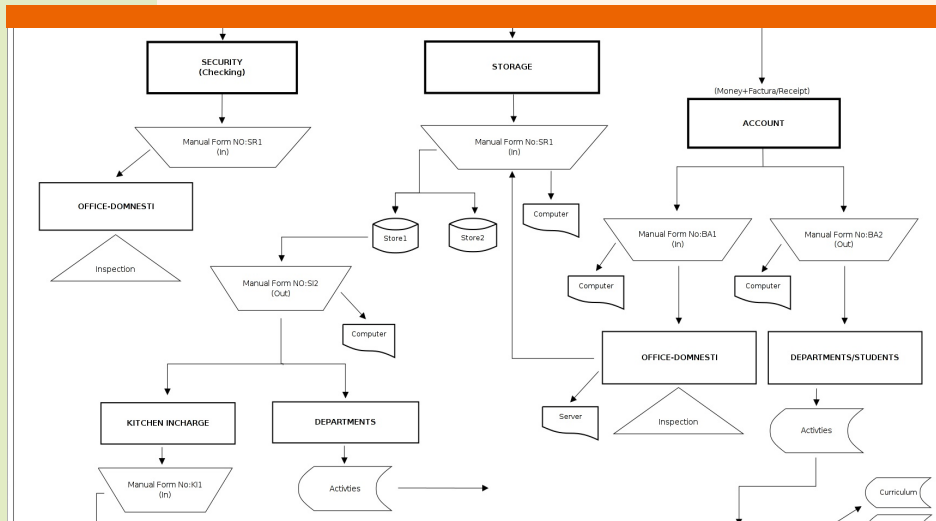 SECURITY
(Checking)
STORAGE
(Money+Factura/Receipt)
ACCOUNT
Manual Form NO:SR1
(In)
Manual Form NO:SR1
(In)
OFFICE-DOMNESTI
Inspection
Computer
Store1
Store2
Manual Form No:BA1
(In)
Manual Form No:BA2
(Out)
Manual Form NO:SI2
(Out)
Computer
Computer
Computer
OFFICE-DOMNESTI
DEPARTMENTS/STUDENTS
Server
Inspection
Activties
KITCHEN INCHARGE
DEPARTMENTS
Manual Form No:KI1
(In)
Activties
Curriculum